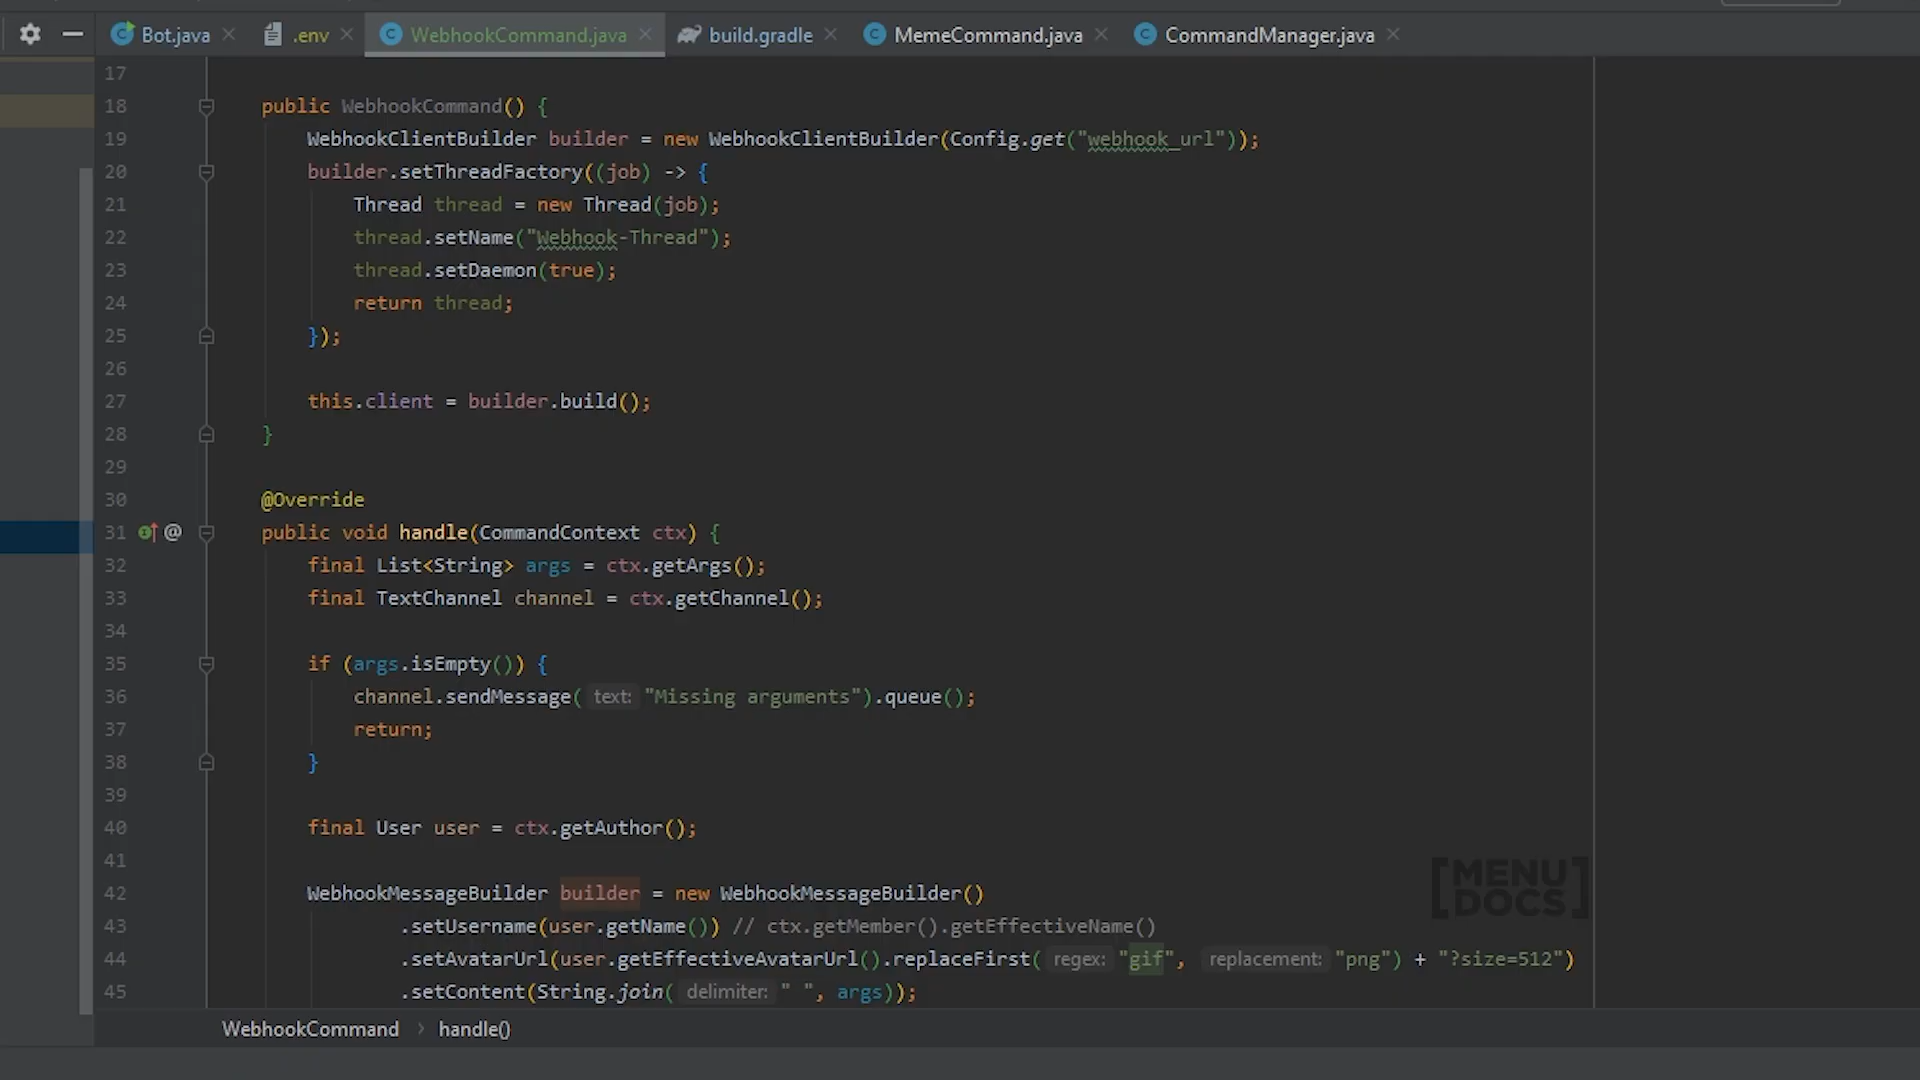 Bot.java .env WebhookCommand.java build.gradle MemeCommand.java CommandManager.java
17
18 public WebhookCommand() {
19 WebhookClientBuilder builder = new WebhookClientBuilder(Config.get("webhook_url"));
20 builder.setThreadFactory((job) -> {
21 Thread thread = new Thread(job);
22 thread.setName("Webhook-Thread");
23 thread.setDaemon(true);
24 return thread;
25 });
26
27 this.client = builder.build();
28 }
29
30 @Override
31 @ public void handle(CommandContext ctx) {
32 final List<String> args = ctx.getArgs();
33 final TextChannel channel = ctx.getChannel();
34
35 if (args.isEmpty()) {
36 channel.sendMessage( text: "Missing arguments").queue();
37 return;
38 }
39
40 final User user = ctx.getAuthor();
41
42 WebhookMessageBuilder builder = new WebhookMessageBuilder()
43 .setUsername(user.getName()) // ctx.getMember().getEffectiveName()
44 .setAvatarUrl(user.getEffectiveAvatarUrl().replaceFirst( regex: "gif", replacement: "png") + "?size=512")
45 .setContent(String.join( delimiter: " ", args));
[MENU
DOCS]
WebhookCommand › handle()